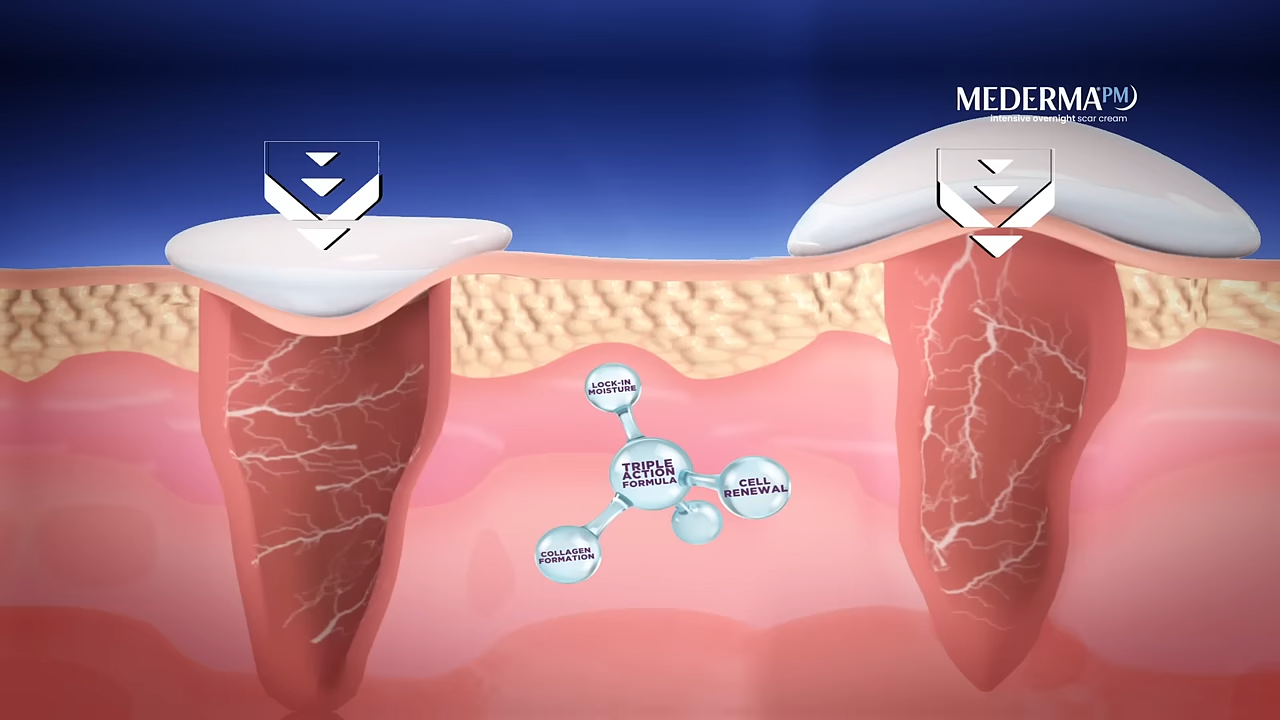 MEDERMA PM
intensive overnight scar cream
LOCK-IN
MOISTURE
TRIPLE
ACTION
FORMULA
CELL
RENEWAL
COLLAGEN
FORMATION